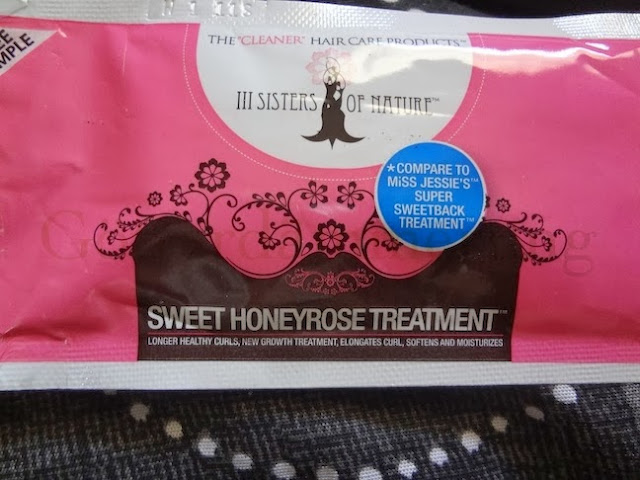 THE "CLEANER" HAIR CARE PRODUCTS™
III SISTERS OF NATURE™
*COMPARE TO
MiSS JESSIE'S™
SUPER
SWEETBACK
TREATMENT™
SWEET HONEYROSE TREATMENT™
LONGER HEALTHY CURLS, NEW GROWTH TREATMENT, ELONGATES CURL, SOFTENS AND MOISTURIZES